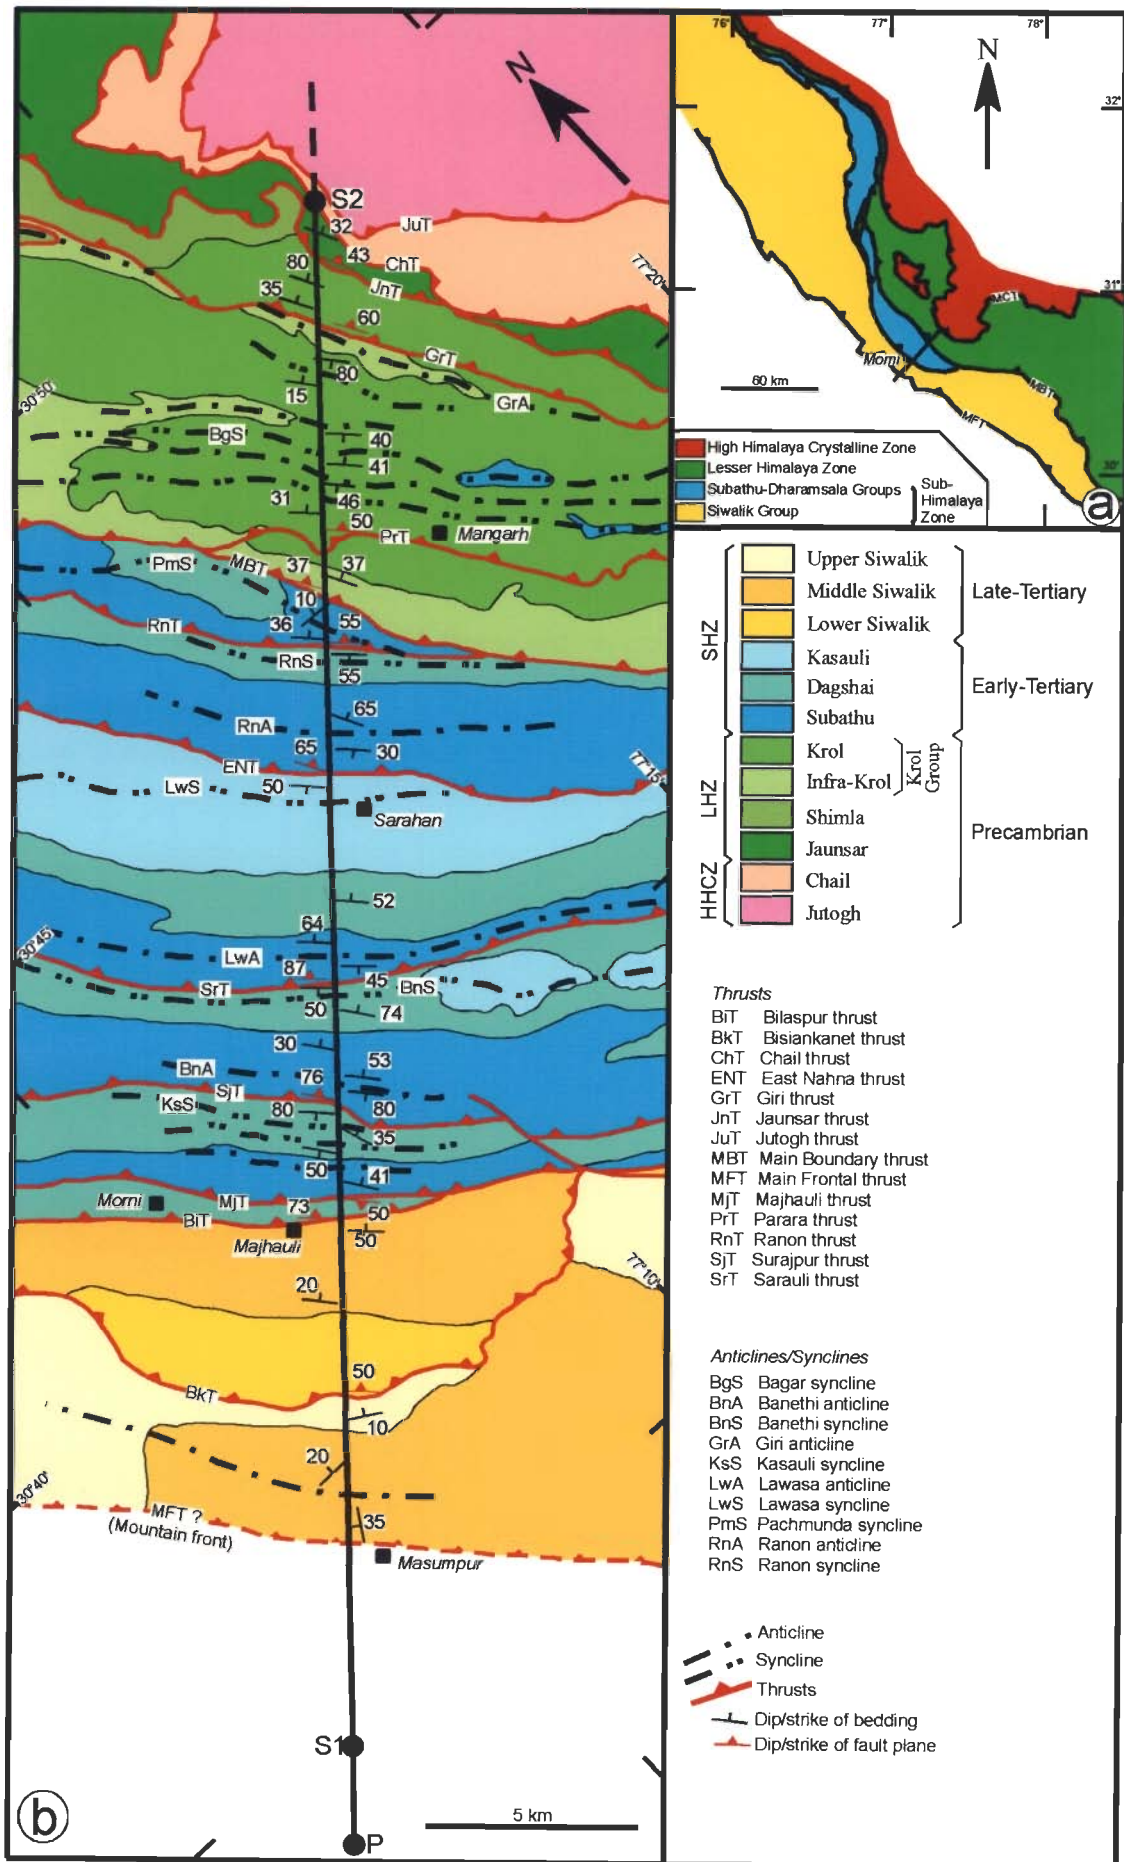 N
S2
32
JuT
43
ChT
80
JnT
35
60
77°20'
GrT
80
15
GrA
30°50'
BgS
40
41
31
46
50
PrT
Mangarh
PmS
MBT
37
37
10
36
55
RnT
RnS
55
65
RnA
65
30
ENT
77°15'
LwS
50
Sarahan
52
64
30°45'
LwA
87
45
SrT
BnS
50
74
30
53
BnA
76
SjT
KsS
80
80
35
50
41
Morni
MjT
73
50
BiT
50
Majhauli
77°10'
20
50
BkT
10
20
30°40'
MFT ?
(Mountain front)
35
Masumpur
S1
5 km
b
P
76°
77°
78°
N
32°
31°
MCT
Morni
60 km
MBT
MFT
30°
High Himalaya Crystalline Zone
Lesser Himalaya Zone
Subathu-Dharamsala Groups
Siwalik Group
Sub-
Himalaya
Zone
a
SHZ
LHZ
HHCZ
Upper Siwalik
Middle Siwalik
Lower Siwalik
Kasauli
Dagshai
Subathu
Krol
Infra-Krol
Shimla
Jaunsar
Chail
Jutogh
Krol
Group
Late-Tertiary
Early-Tertiary
Precambrian
Thrusts
BiT Bilaspur thrust
BkT Bisiankanet thrust
ChT Chail thrust
ENT East Nahna thrust
GrT Giri thrust
JnT Jaunsar thrust
JuT Jutogh thrust
MBT Main Boundary thrust
MFT Main Frontal thrust
MjT Majhauli thrust
PrT Parara thrust
RnT Ranon thrust
SjT Surajpur thrust
SrT Sarauli thrust
Anticlines/Synclines
BgS Bagar syncline
BnA Banethi anticline
BnS Banethi syncline
GrA Giri anticline
KsS Kasauli syncline
LwA Lawasa anticline
LwS Lawasa syncline
PmS Pachmunda syncline
RnA Ranon anticline
RnS Ranon syncline
Anticline
Syncline
Thrusts
Dip/strike of bedding
Dip/strike of fault plane